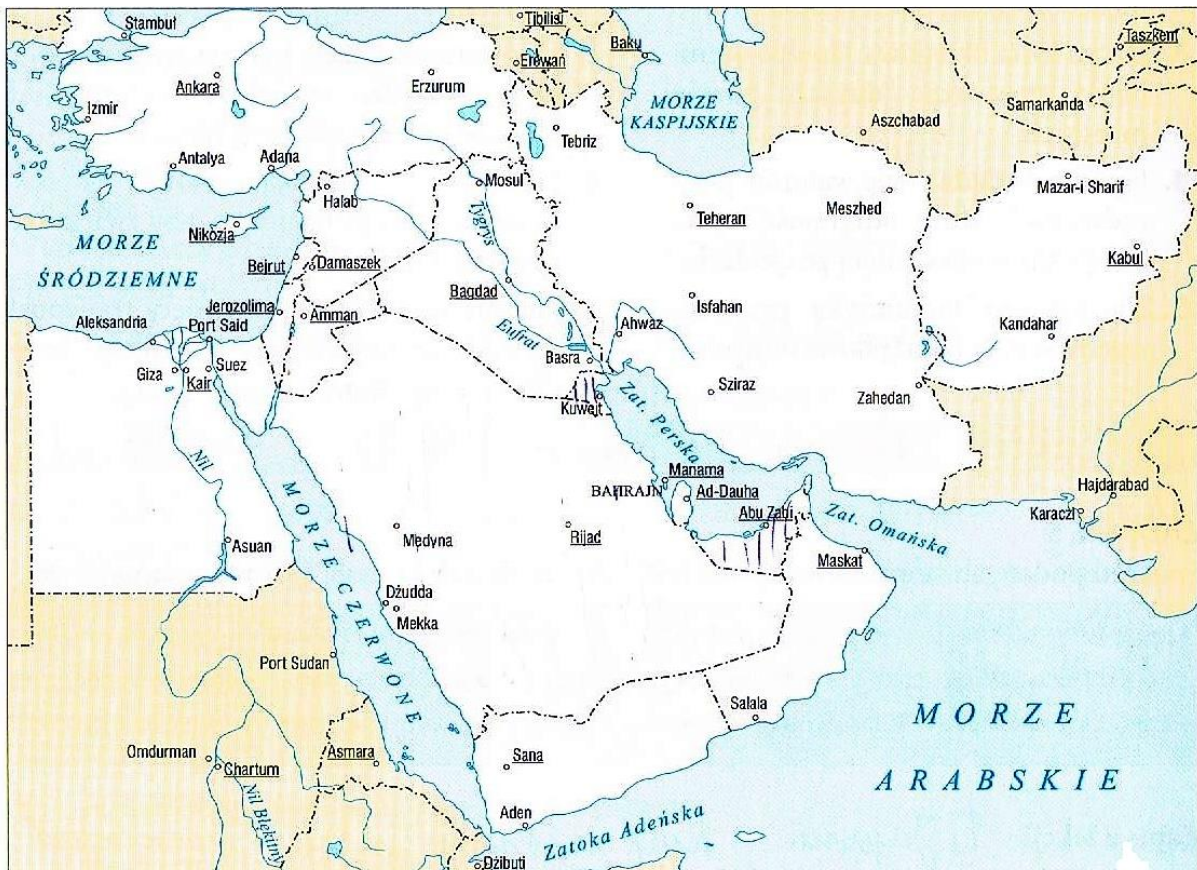 Stambuł
Tibilisi
Baku
Taszkent
Erewań
Ankara
Erzurum
Izmir
MORZE
KASPIJSKIE
Samarkanda
Aszchabad
Tebriz
Antalya
Adana
Mosul
Halab
Tygrys
Teheran
Meszhed
Mazar-i Sharif
Nikozja
MORZE
ŚRÓDZIEMNE
Bejrut
Damaszek
Bagdad
Kabul
Jerozolima
Amman
Isfahan
Aleksandria
Port Said
Eufrat
Ahwaz
Kandahar
Giza
Kair
Suez
Basra
Kuwejt
Zat. Perska
Sziraz
Zahedan
Nil
Manama
BAHRAJN
Ad-Dauha
Abu Zabi
Hajdarabad
Karaczi
Zat. Omańska
Asuan
Medyna
Rijad
Maskat
MORZE CZERWONE
Dżudda
Mekka
Port Sudan
Salala
MORZE
ARABSKIE
Omdurman
Chartum
Asmara
Sana
Nil Błękitny
Aden
Zatoka Adeńska
Dżibuti